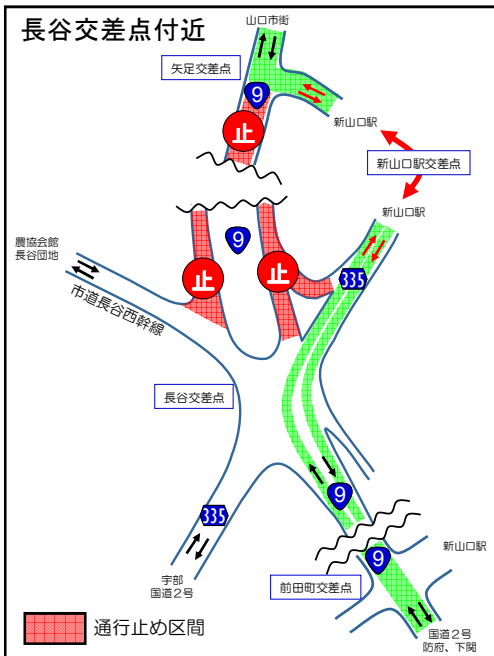 長谷交差点付近
山口市街
矢足交差点
9
止
新山口駅
新山口駅交差点
新山口駅
9
農協会館
長谷団地
市道長谷西幹線
止
止
335
長谷交差点
9
335
宇部
国道2号
9
新山口駅
前田町交差点
通行止め区間
国道2号
防府、下関